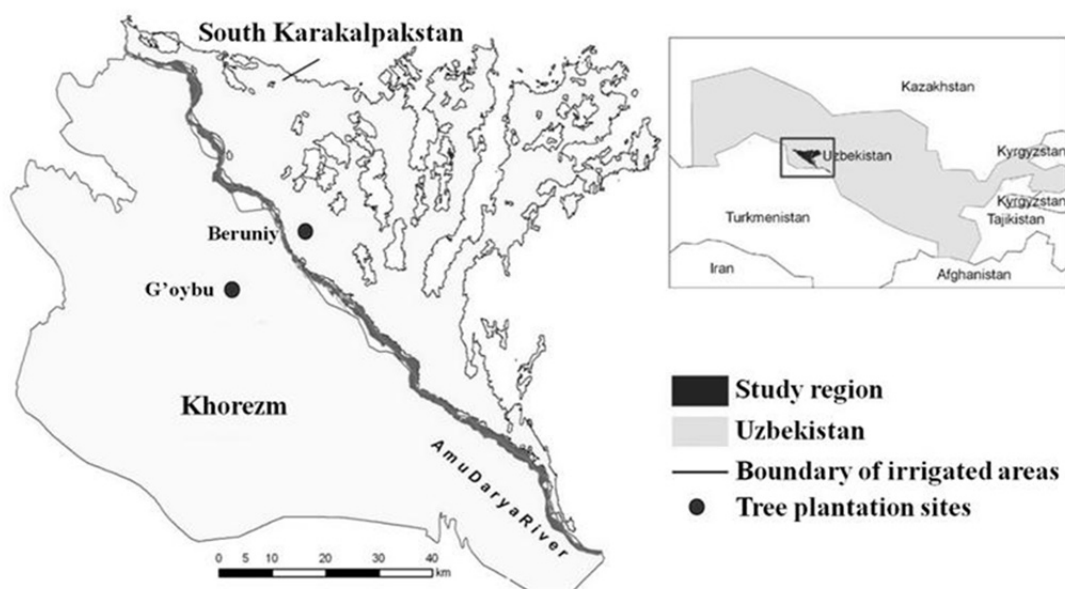 South Karakalpakstan
Beruniy
G'oybu
Khorezm
AmuDaryaRiver
0 5 10 20 30 40
km
Kazakhstan
Uzbekistan
Kyrgyzstan
Kyrgyzstan
Tajikistan
Turkmenistan
Iran
Afghanistan
Study region
Uzbekistan
Boundary of irrigated areas
Tree plantation sites